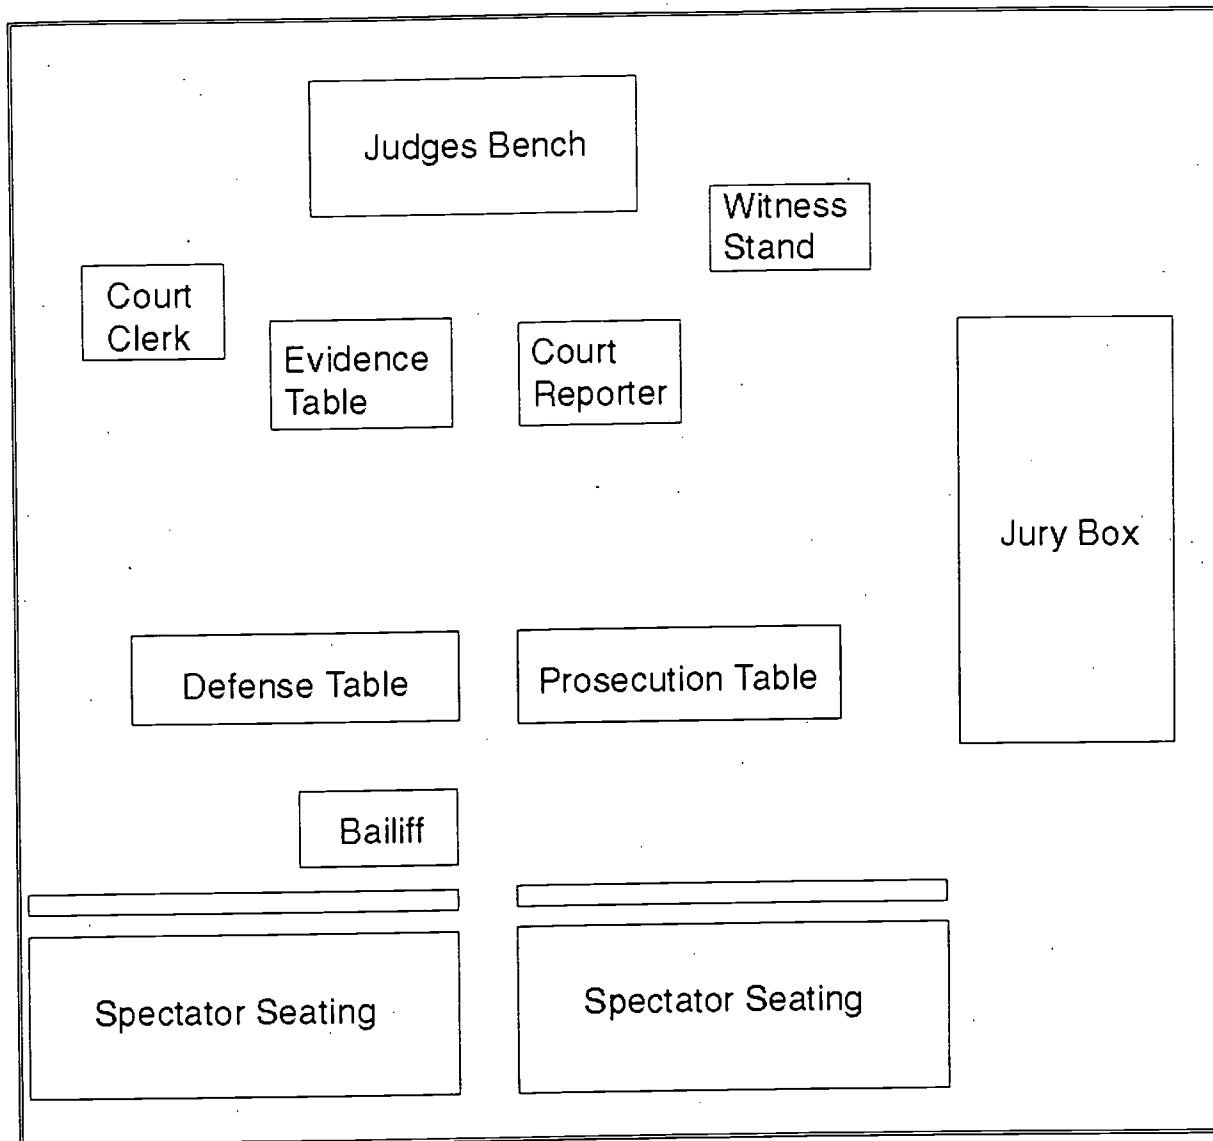 Judges Bench
Witness
Stand
Court
Clerk
Evidence
Table
Court
Reporter
Jury Box
Defense Table
Prosecution Table
Bailiff
Spectator Seating
Spectator Seating